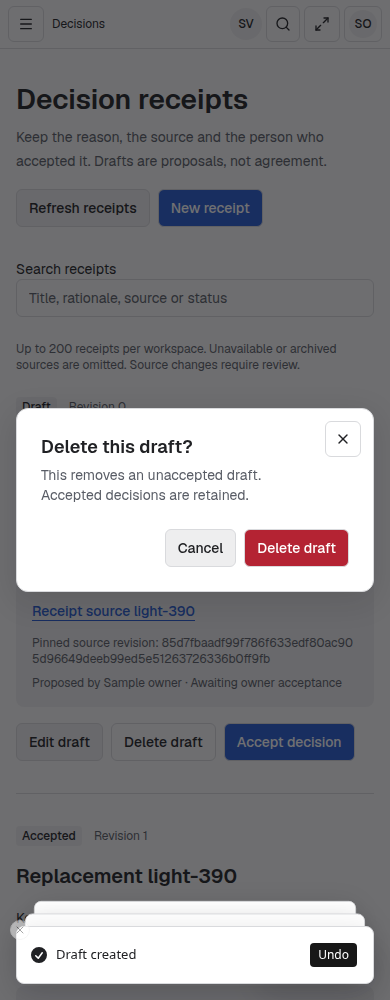 Decisions
SV
SO
Decision receipts
Keep the reason, the source and the person who
accepted it. Drafts are proposals, not agreement.
Refresh receipts
New receipt
Search receipts
Title, rationale, source or status
Up to 200 receipts per workspace. Unavailable or archived
sources are omitted. Source changes require review.
Draft
Revision 0
Delete this draft?
This removes an unaccepted draft.
Accepted decisions are retained.
Cancel
Delete draft
Receipt source light-390
Pinned source revision: 85d7fbaadf99f786f633edf80ac90
5d96649deeb99ed5e51263726336b0ff9fb
Proposed by Sample owner · Awaiting owner acceptance
Edit draft
Delete draft
Accept decision
Accepted
Revision 1
Replacement light-390
Draft created
Undo